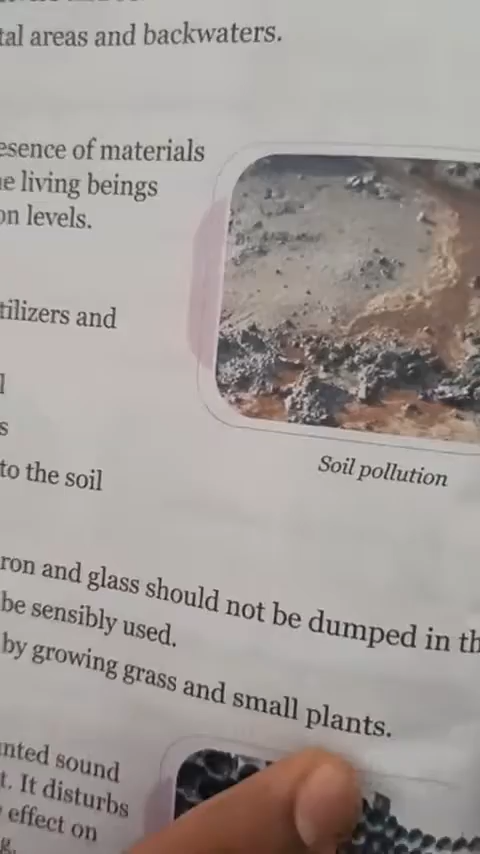 tal areas and backwaters.
esence of materials
e living beings
on levels.
tilizers and
l
s
to the soil
Soil pollution
ron and glass should not be dumped in th
be sensibly used.
by growing grass and small plants.
nted sound
t. It disturbs
effect on
g.